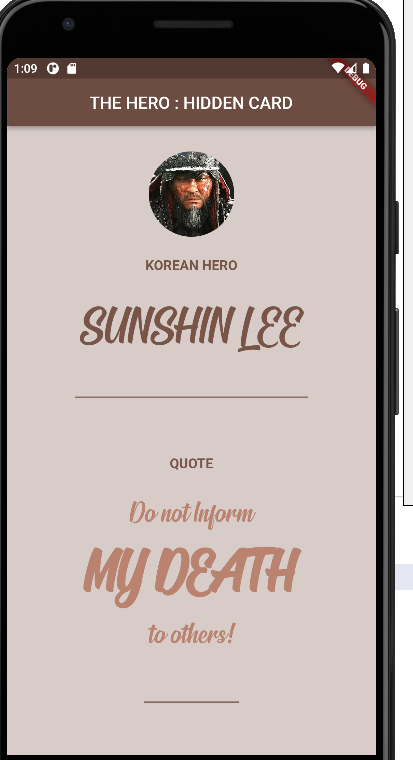 1:09
DEBUG
THE HERO : HIDDEN CARD
KOREAN HERO
SUNSHIN LEE
QUOTE
Do not Inform
MY DEATH
to others!